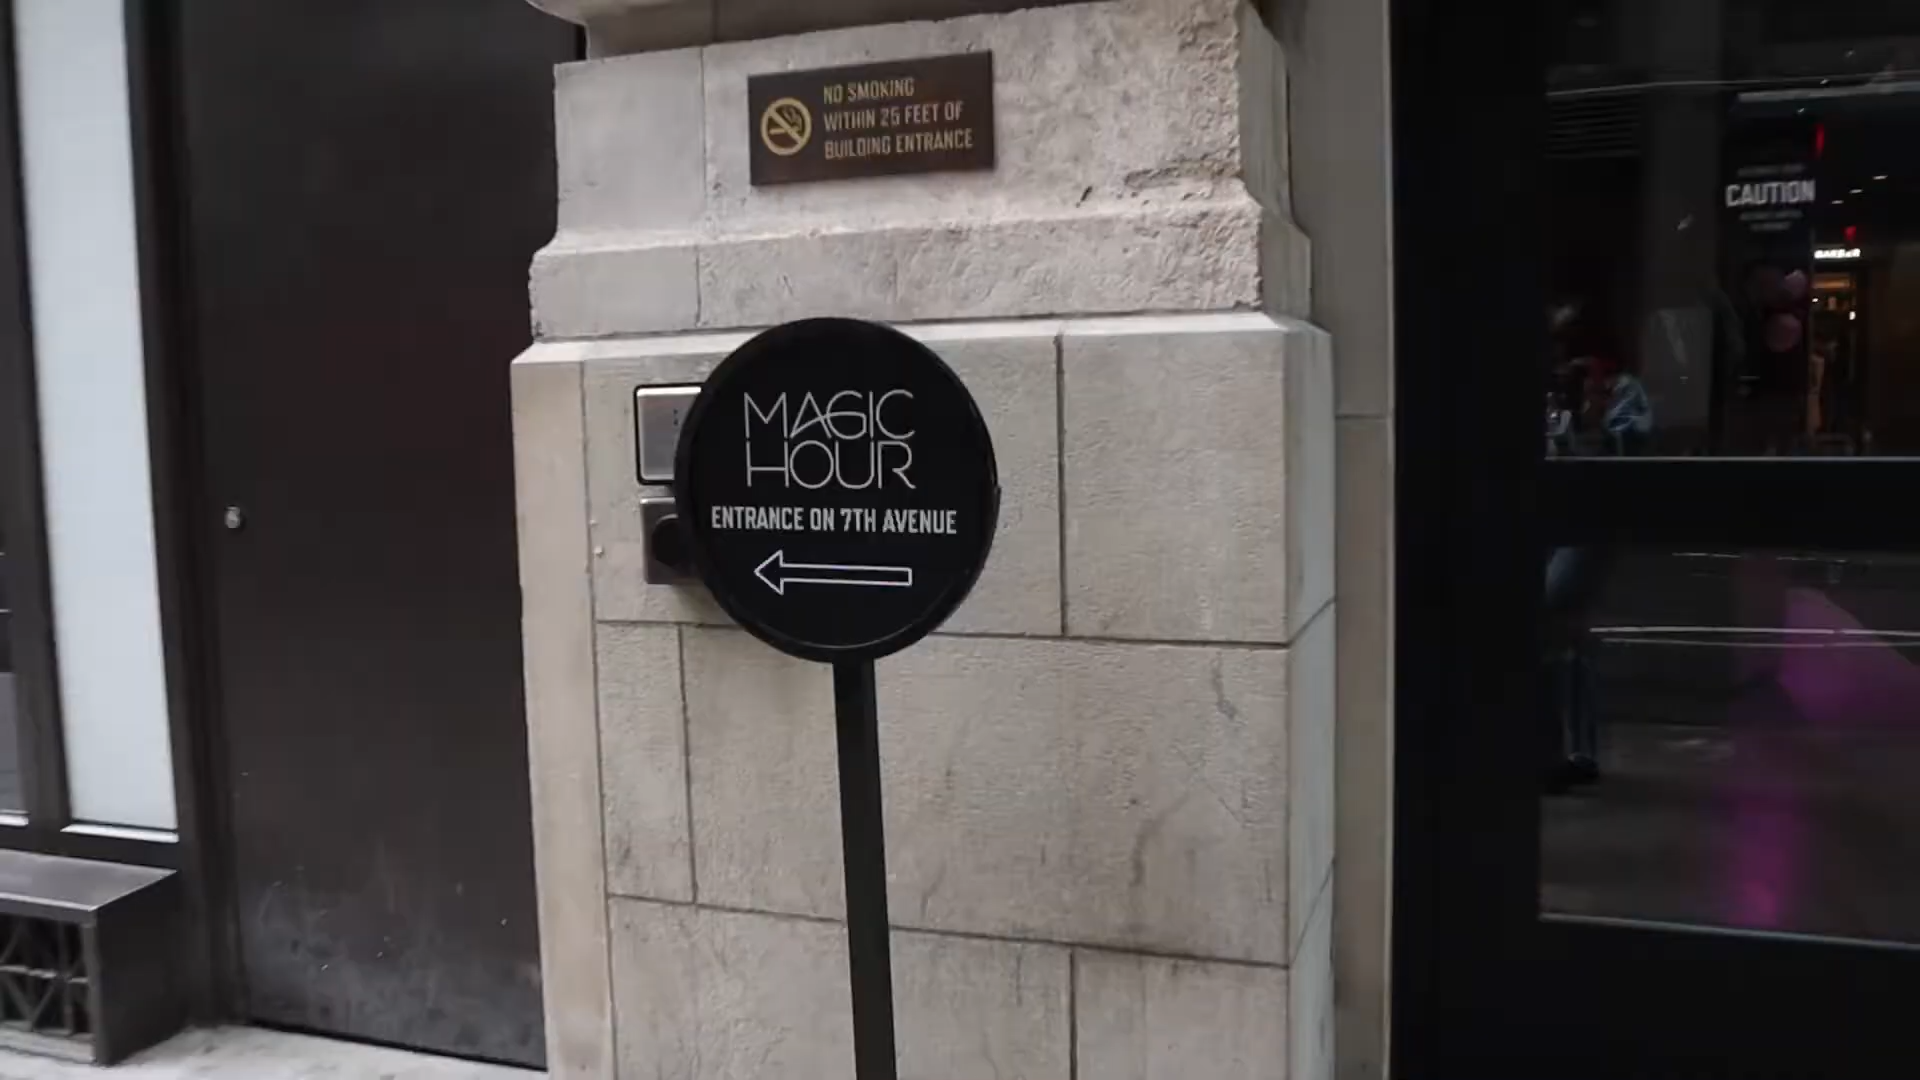 NO SMOKING
WITHIN 25 FEET OF
BUILDING ENTRANCE
MAGIC
HOUR
ENTRANCE ON 7TH AVENUE
CAUTION